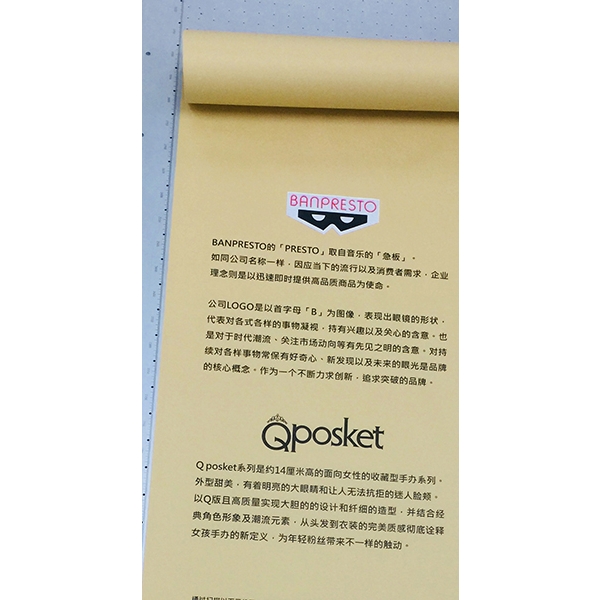 BANPRESTO
BANPRESTO的「PRESTO」取自音乐的「急板」。
如同公司名称一样，因应当下的流行以及消费者需求，企业
理念则是以迅速即时提供高品质商品为使命。
公司LOGO是以首字母「B」为图像，表现出眼镜的形状，
代表对各式各样的事物凝视，持有兴趣以及关心的含意。也
是对于时代潮流、关注市场动向等有先见之明的含意。对持
续对各样事物常保有好奇心、新发现以及未来的眼光是品牌
的核心概念。作为一个不断力求创新，追求突破的品牌。
Qposket
Q posket系列是约14厘米高的面向女性的收藏型手办系列。
外型甜美，有着明亮的大眼睛和让人无法抗拒的迷人脸颊。
以Q版且高质量实现大胆的的设计和纤细的造型，并结合经
典角色形象及潮流元素，从头发到衣装的完美质感彻底诠释
女孩手办的新定义，为年轻粉丝带来不一样的触动。